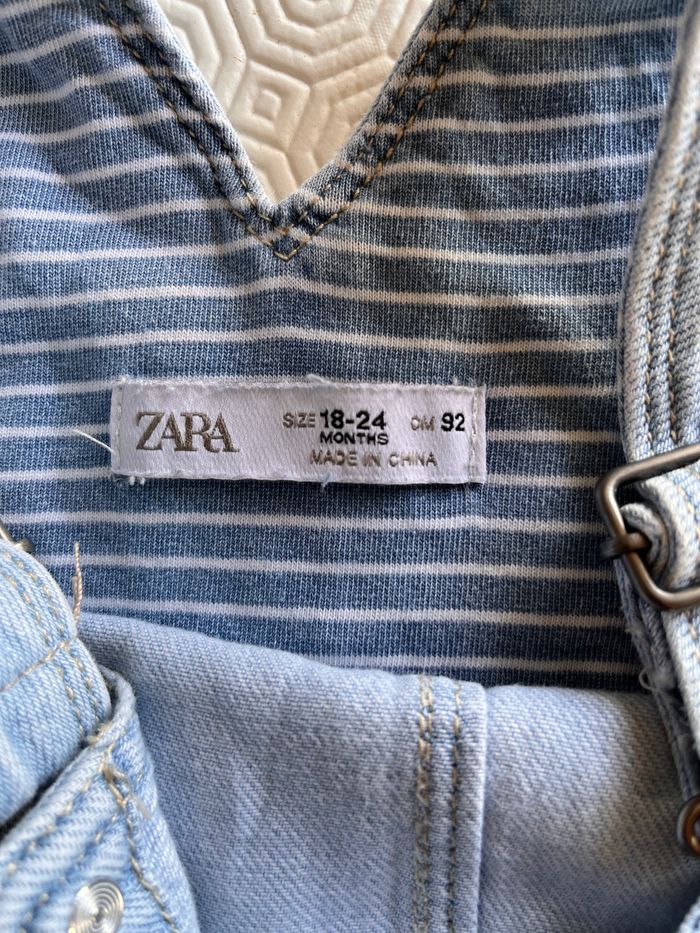 ZARA
SIZE 18-24 CM 92
MONTHS
MADE IN CHINA